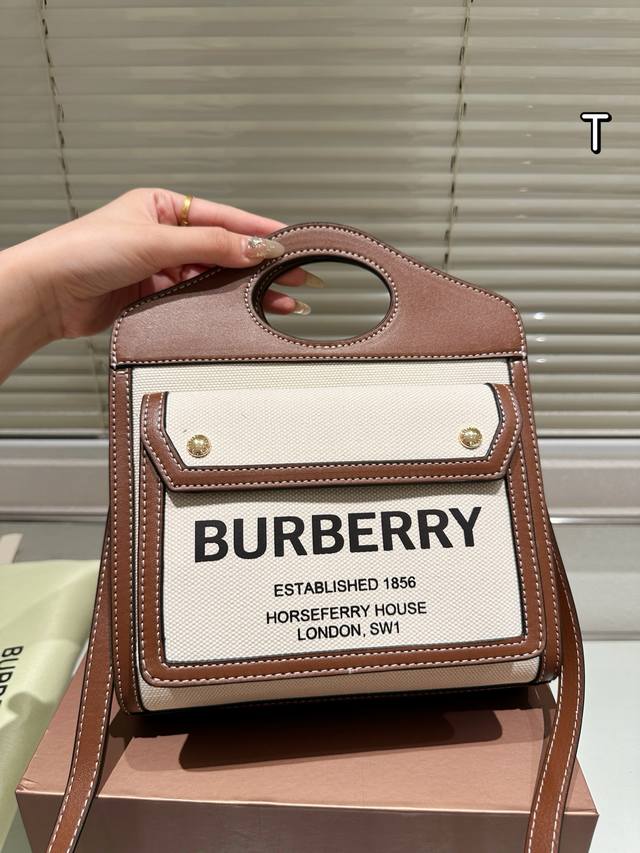 T
BURBERRY
ESTABLISHED 1856
HORSEFERRY HOUSE
LONDON, SW1